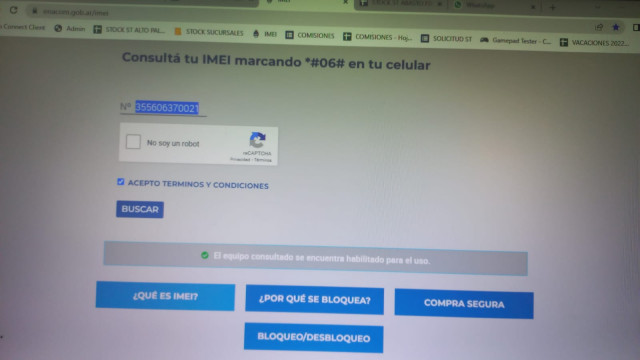 IMEI
WhatsApp
Connect Client
Admin
STOCK ST ALTO PAL...
STOCK SUCURSALES
IMEI
COMISIONES
COMISIONES - Hoj...
SOLICITUD ST
Gamepad Tester - C...
VACACIONES 2022...
Consultá tu IMEI marcando *#06# en tu celular
Nº 355606370021
No soy un robot
reCAPTCHA
Privacidad - Términos
ACEPTO TERMINOS Y CONDICIONES
BUSCAR
El equipo consultado se encuentra habilitado para el uso.
¿QUÉ ES IMEI?
¿POR QUÉ SE BLOQUEA?
COMPRA SEGURA
BLOQUEO/DESBLOQUEO